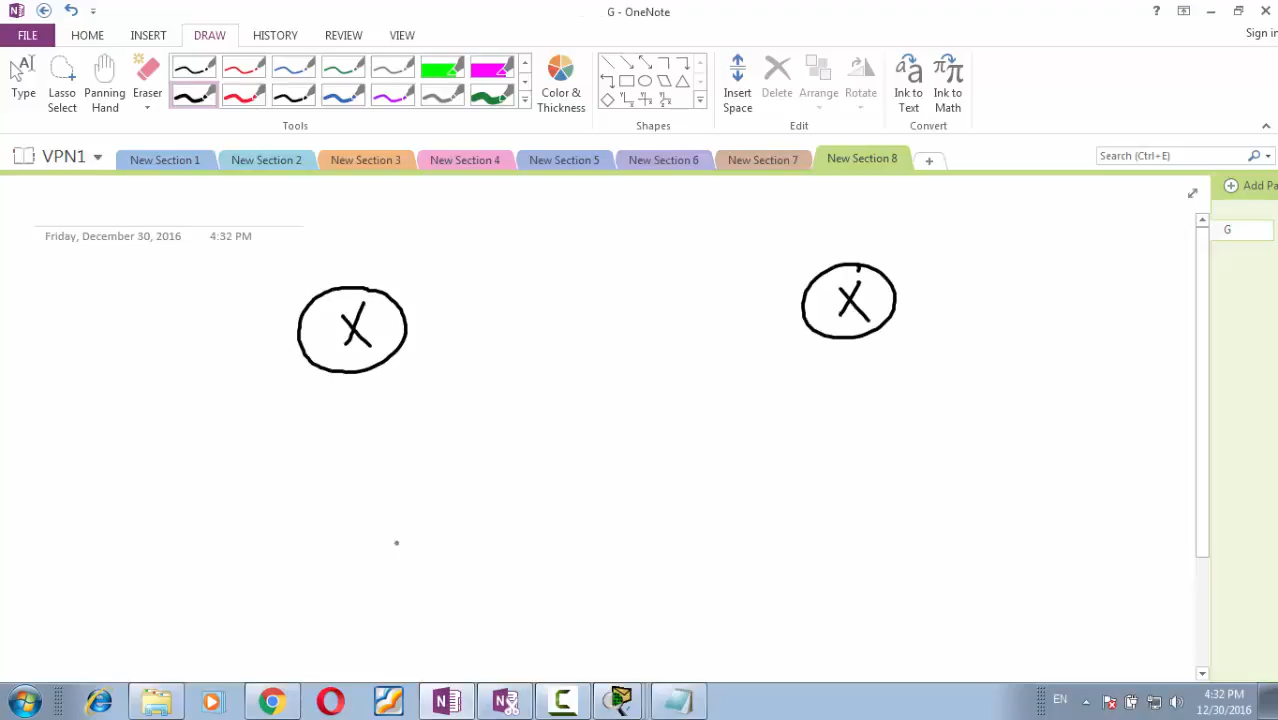 G - OneNote
?
Sign in
FILE HOME INSERT DRAW HISTORY REVIEW VIEW
Type
Lasso Select
Panning Hand
Eraser
Color & Thickness
Insert Space
Delete
Arrange
Rotate
Ink to Text
Ink to Math
Tools
Shapes
Edit
Convert
VPN1
New Section 1
New Section 2
New Section 3
New Section 4
New Section 5
New Section 6
New Section 7
New Section 8
Search (Ctrl+E)
Add Pa
G
Friday, December 30, 2016 4:32 PM
X
X
EN
4:32 PM
12/30/2016